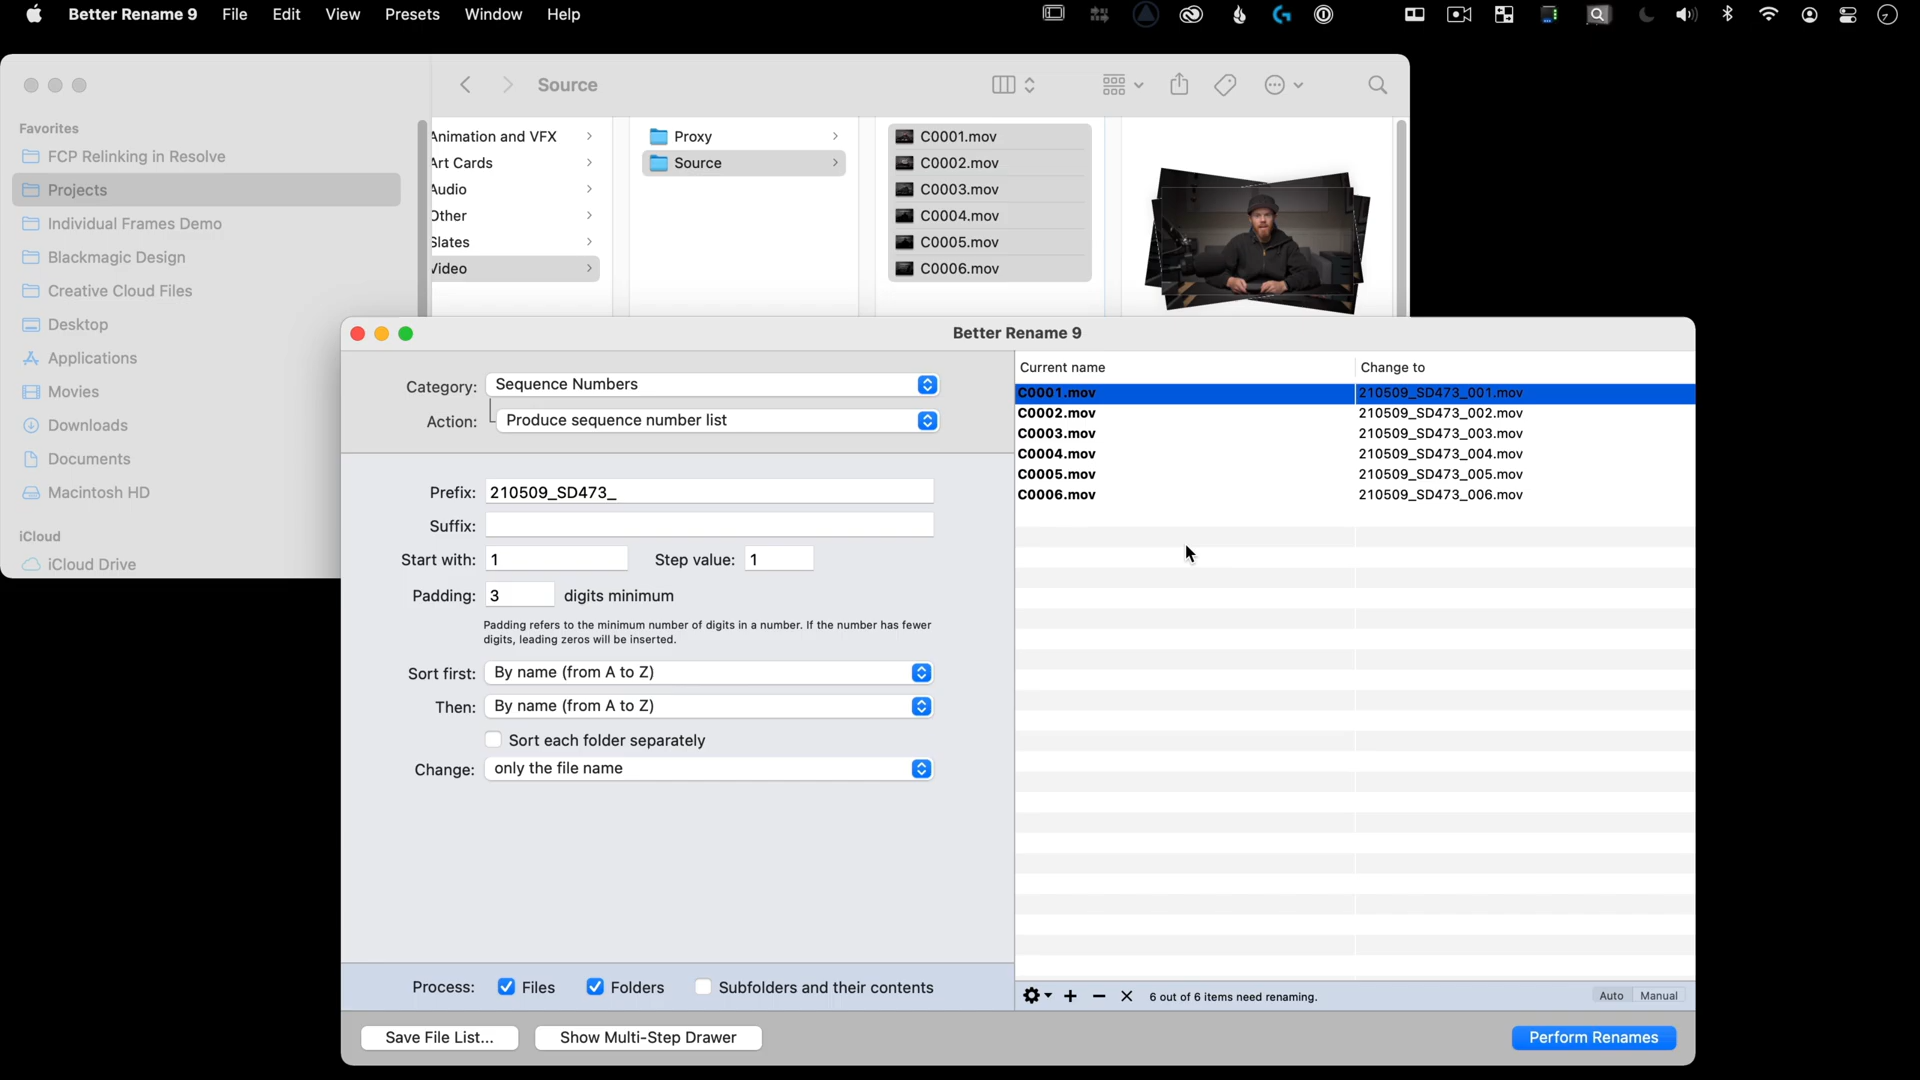 Better Rename 9 File Edit View Presets Window Help
Source
Favorites
FCP Relinking in Resolve
Projects
Individual Frames Demo
Blackmagic Design
Creative Cloud Files
Desktop
Applications
Movies
Downloads
Documents
Macintosh HD
iCloud
iCloud Drive
Animation and VFX
Art Cards
Audio
Other
Slates
Video
Proxy
Source
C0001.mov
C0002.mov
C0003.mov
C0004.mov
C0005.mov
C0006.mov
Better Rename 9
Category: Sequence Numbers
Action: Produce sequence number list
Prefix: 210509_SD473_
Suffix:
Start with: 1 Step value: 1
Padding: 3 digits minimum
Padding refers to the minimum number of digits in a number. If the number has fewer
digits, leading zeros will be inserted.
Sort first: By name (from A to Z)
Then: By name (from A to Z)
Sort each folder separately
Change: only the file name
Process: Files Folders Subfolders and their contents
Save File List... Show Multi-Step Drawer
Current name Change to
C0001.mov 210509_SD473_001.mov
C0002.mov 210509_SD473_002.mov
C0003.mov 210509_SD473_003.mov
C0004.mov 210509_SD473_004.mov
C0005.mov 210509_SD473_005.mov
C0006.mov 210509_SD473_006.mov
6 out of 6 items need renaming. Auto Manual
Perform Renames